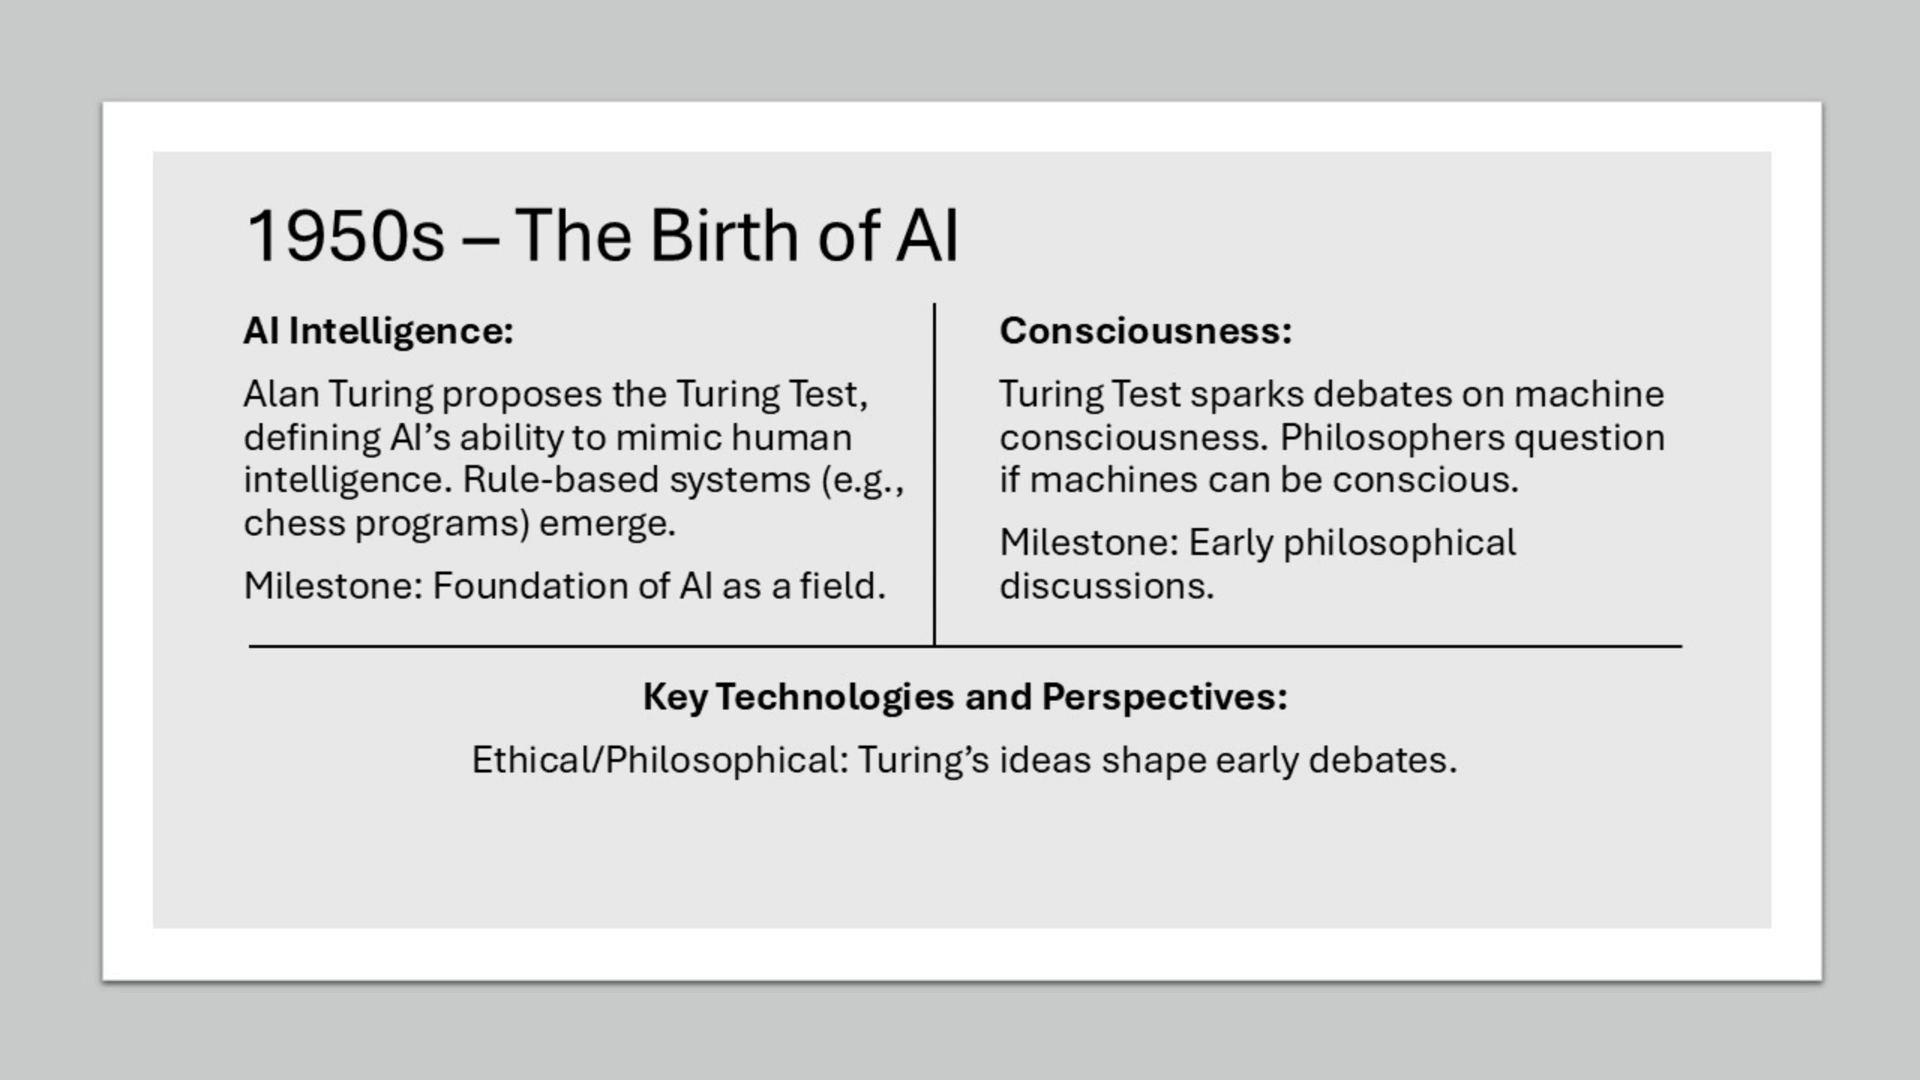 1950s – The Birth of AI
AI Intelligence:
Alan Turing proposes the Turing Test,
defining AI’s ability to mimic human
intelligence. Rule-based systems (e.g.,
chess programs) emerge.
Milestone: Foundation of AI as a field.
Consciousness:
Turing Test sparks debates on machine
consciousness. Philosophers question
if machines can be conscious.
Milestone: Early philosophical
discussions.
Key Technologies and Perspectives:
Ethical/Philosophical: Turing’s ideas shape early debates.